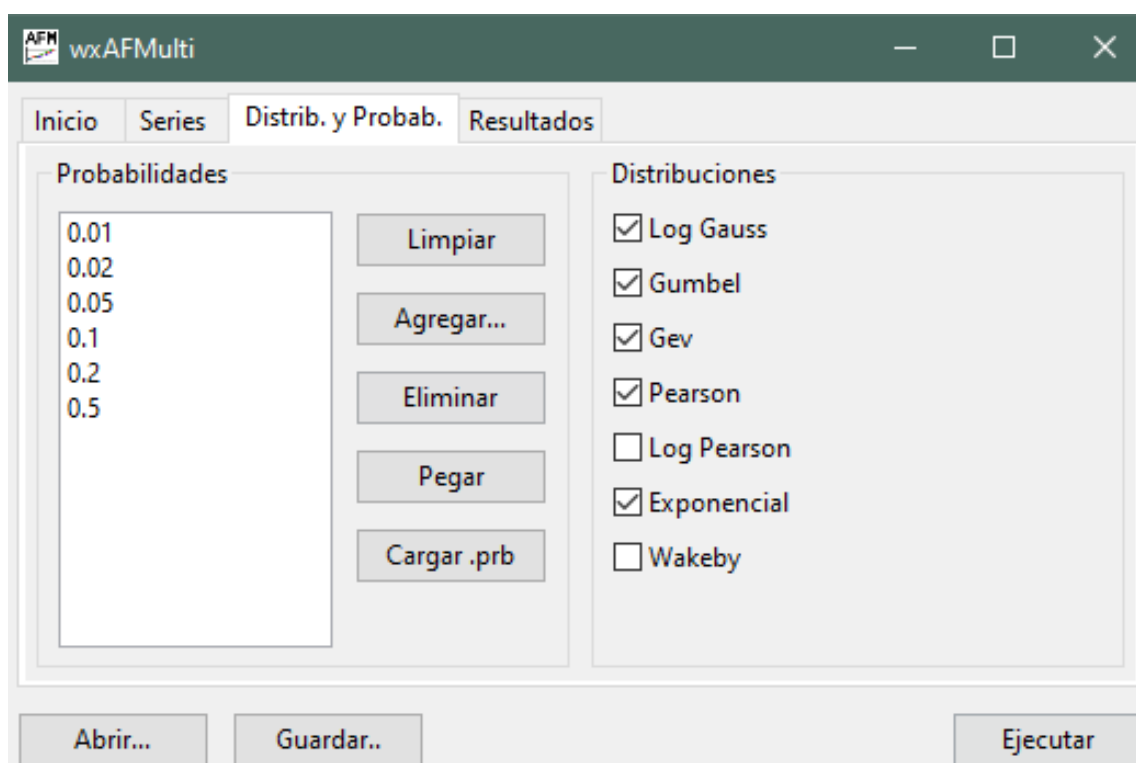 AFM wxAFMulti
Inicio Series Distrib. y Probab. Resultados
Probabilidades
0.01
0.02
0.05
0.1
0.2
0.5
Limpiar
Agregar...
Eliminar
Pegar
Cargar .prb
Distribuciones
Log Gauss
Gumbel
Gev
Pearson
Log Pearson
Exponencial
Wakeby
Abrir... Guardar.. Ejecutar